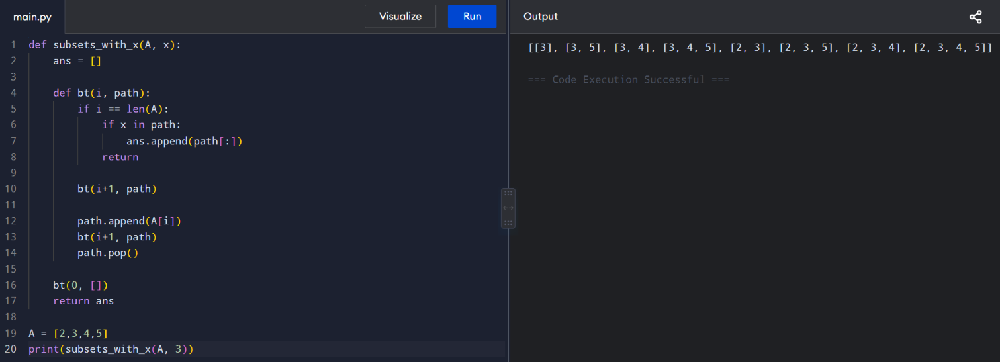 main.py
Visualize
Run
Output
1 def subsets_with_x(A, x):
2     ans = []
3
4     def bt(i, path):
5         if i == len(A):
6             if x in path:
7                 ans.append(path[:])
8             return
9
10         bt(i+1, path)
11
12         path.append(A[i])
13         bt(i+1, path)
14         path.pop()
15
16     bt(0, [])
17     return ans
18
19 A = [2,3,4,5]
20 print(subsets_with_x(A, 3))
[[3], [3, 5], [3, 4], [3, 4, 5], [2, 3], [2, 3, 5], [2, 3, 4], [2, 3, 4, 5]]
=== Code Execution Successful ===